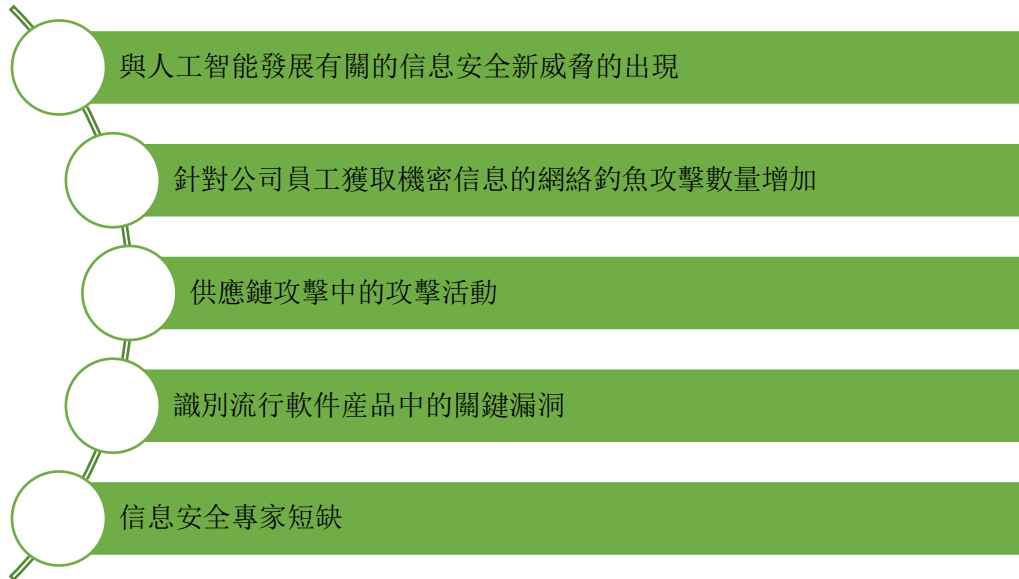 與人工智能發展有關的信息安全新威脅的出現
針對公司員工獲取機密信息的網絡釣魚攻擊數量增加
供應鏈攻擊中的攻擊活動
識別流行軟件産品中的關鍵漏洞
信息安全專家短缺